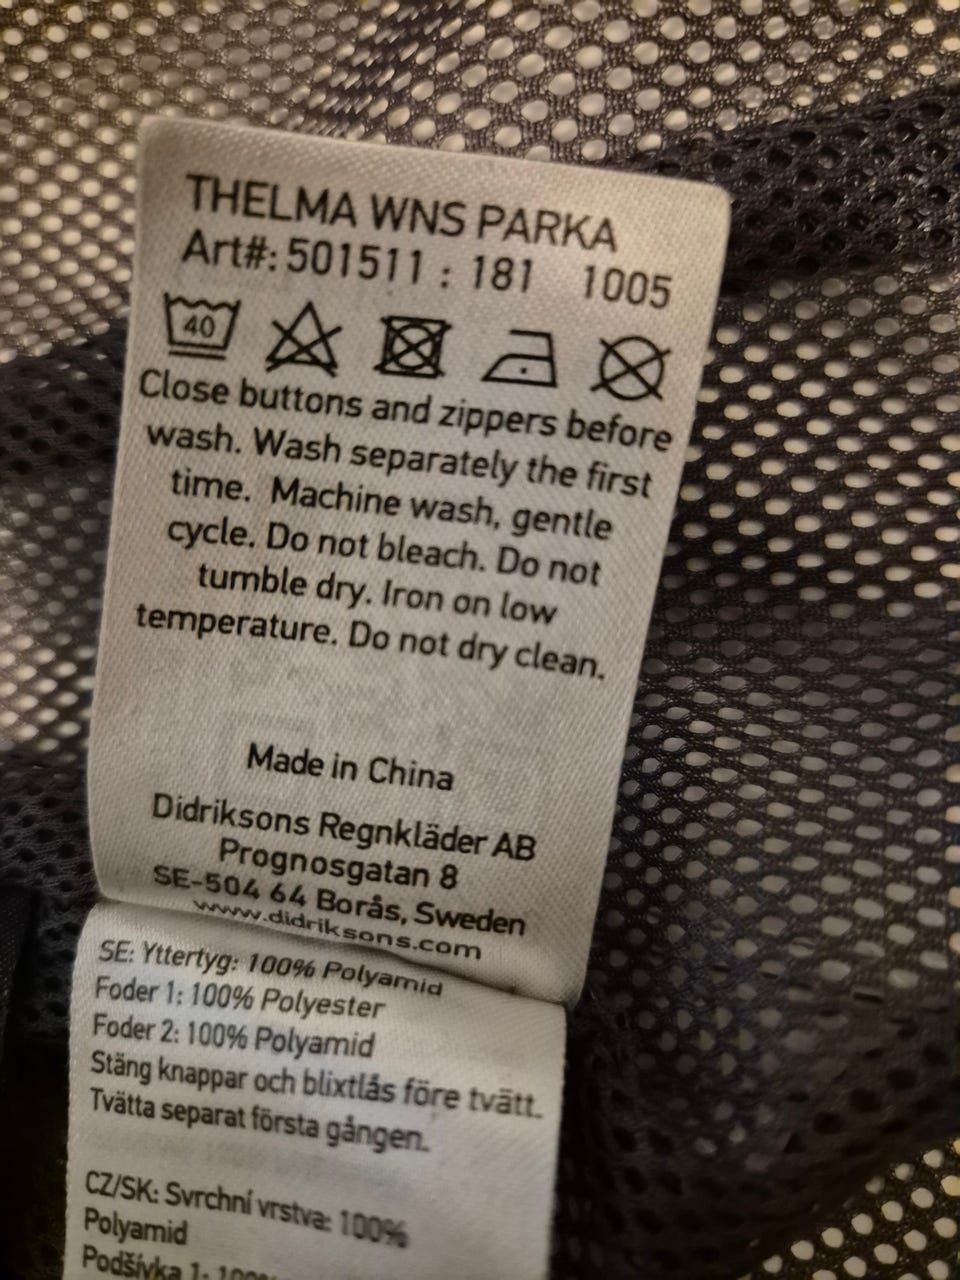 THELMA WNS PARKA
Art#: 501511 : 181 1005
40
Close buttons and zippers before
wash. Wash separately the first
time. Machine wash, gentle
cycle. Do not bleach. Do not
tumble dry. Iron on low
temperature. Do not dry clean.
Made in China
Didriksons Regnkläder AB
Prognosgatan 8
SE-504 64 Borås, Sweden
www.didriksons.com
SE: Yttertyg: 100% Polyamid
Foder 1: 100% Polyester
Foder 2: 100% Polyamid
Stäng knappar och blixtlås före tvätt.
Tvätta separat första gången.
CZ/SK: Svrchní vrstva: 100%
Polyamid
Podšívka 1: 100%